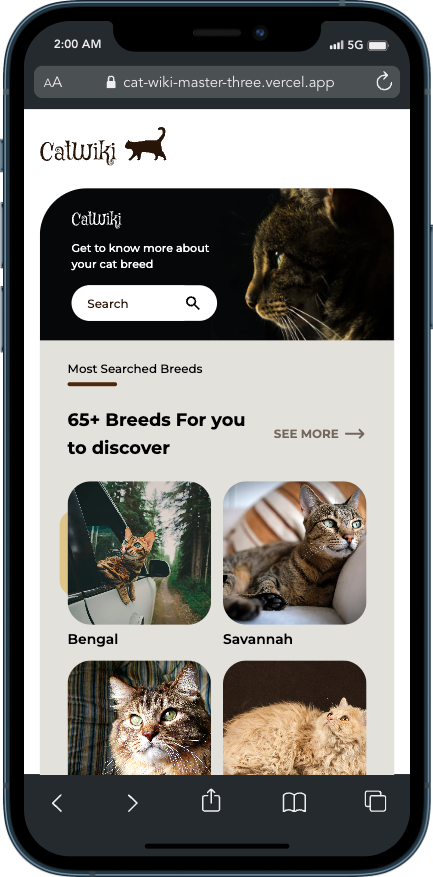 2:00 AM
5G
AA
cat-wiki-master-three.vercel.app
CatWiki
CatWiki
Get to know more about
your cat breed
Search
Most Searched Breeds
65+ Breeds For you
to discover
SEE MORE
Bengal
Savannah